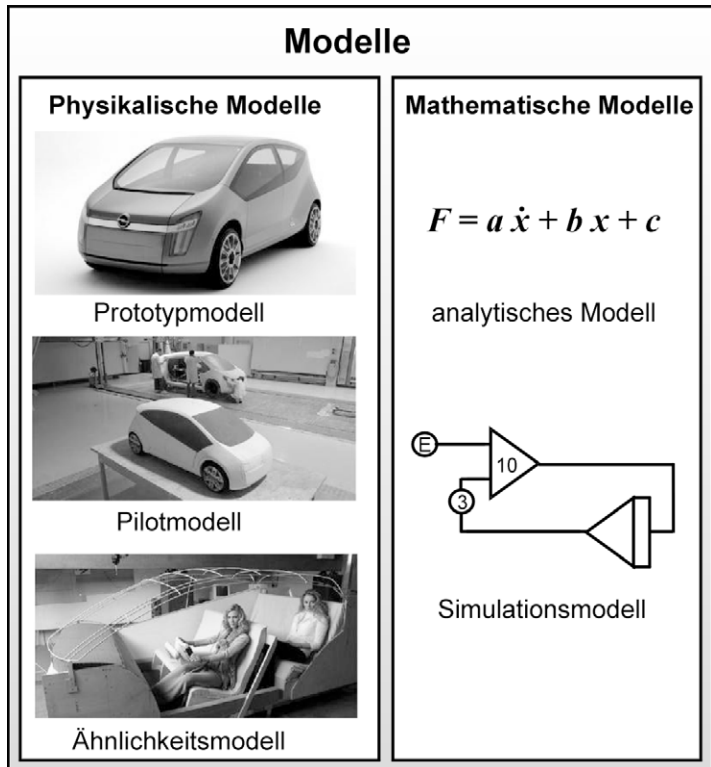 Modelle
Physikalische Modelle
Prototypmodell
Pilotmodell
Ähnlichkeitsmodell
Mathematische Modelle
F = a ẋ + b x + c
analytisches Modell
E
10
3
Simulationsmodell